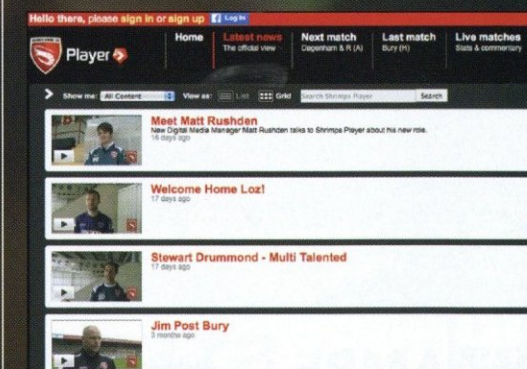 Hello there, please sign in or sign up Log In
Player
Home
Latest news
The official view
Next match
Dagenham & R (A)
Last match
Bury (H)
Live matches
Stats & commentary
Show me: All Content View as: List Grid Search Shrimps Player Search
Meet Matt Rushden
New Digital Media Manager Matt Rushden talks to Shrimps Player about his new role.
16 days ago
Welcome Home Loz!
17 days ago
Stewart Drummond - Multi Talented
17 days ago
Jim Post Bury
3 months ago